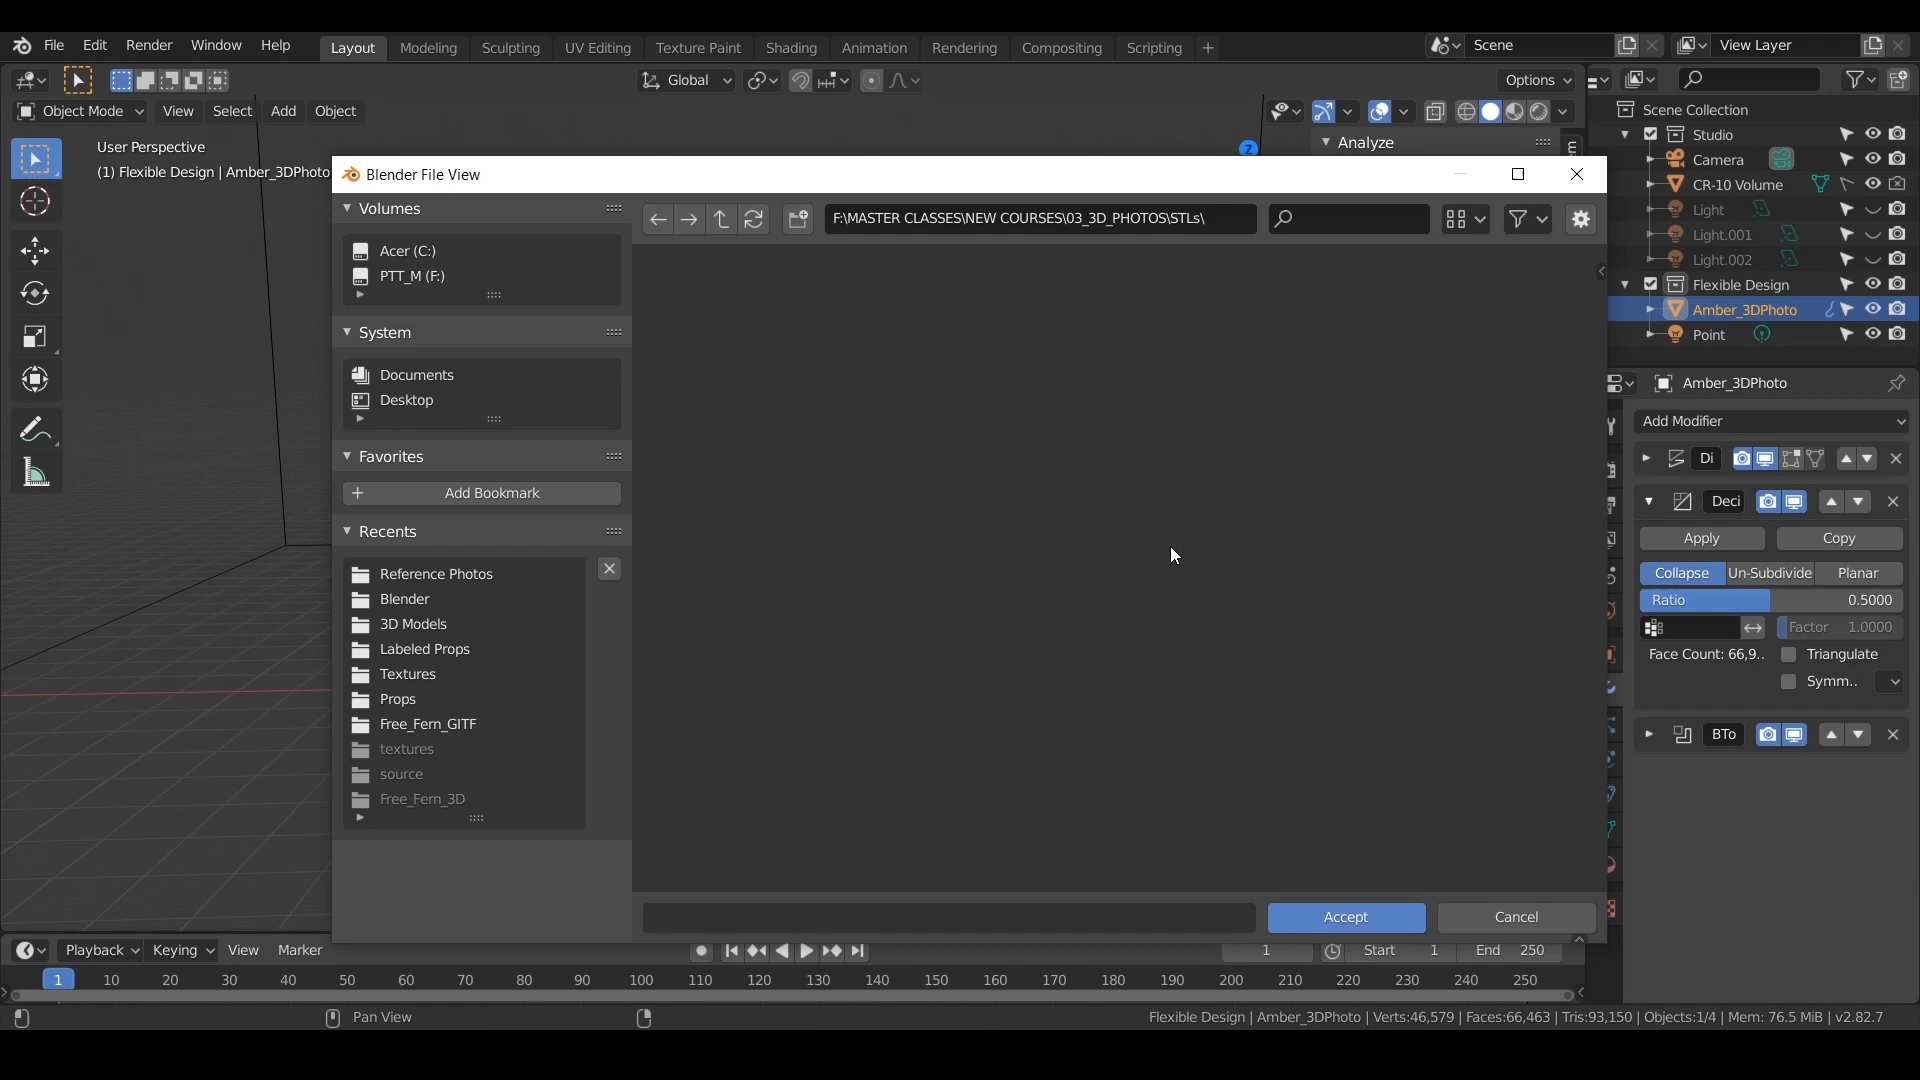 File Edit Render Window Help Layout Modeling Sculpting UV Editing Texture Paint Shading Animation Rendering Compositing Scripting + Scene View Layer
Global Options
Object Mode View Select Add Object
Analyze
User Perspective
(1) Flexible Design | Amber_3DPhoto
Z
Blender File View
Volumes
F:\MASTER CLASSES\NEW COURSES\03_3D_PHOTOS\STLs\
Acer (C:)
PTT_M (F:)
System
Documents
Desktop
Favorites
Add Bookmark
Recents
Reference Photos
Blender
3D Models
Labeled Props
Textures
Props
Free_Fern_GITF
textures
source
Free_Fern_3D
Accept Cancel
Scene Collection
Studio
Camera
CR-10 Volume
Light
Light.001
Light.002
Flexible Design
Amber_3DPhoto
Point
Amber_3DPhoto
Add Modifier
Di
Deci
Apply Copy
Collapse Un-Subdivide Planar
Ratio 0.5000
Factor 1.0000
Face Count: 66,9.. Triangulate
Symm..
BTo
Playback Keying View Marker 1 Start 1 End 250
1 10 20 30 40 50 60 70 80 90 100 110 120 130 140 150 160 170 180 190 200 210 220 230 240 250
Pan View Flexible Design | Amber_3DPhoto | Verts:46,579 | Faces:66,463 | Tris:93,150 | Objects:1/4 | Mem: 76.5 MiB | v2.82.7